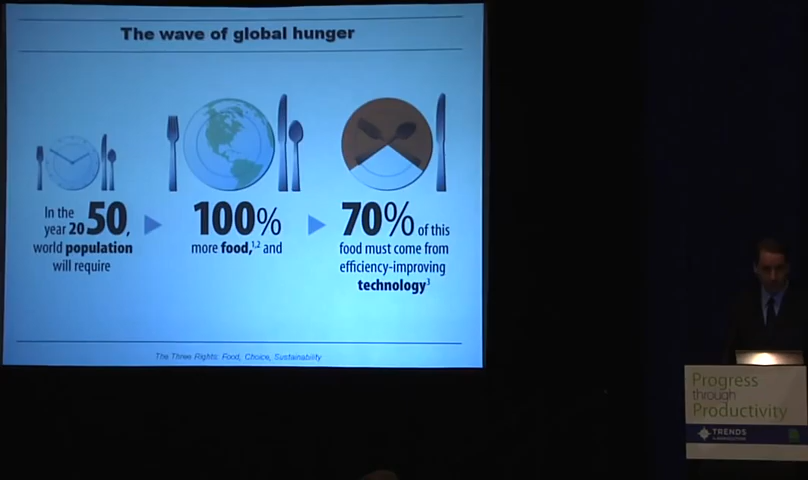 The wave of global hunger
In the
year 2050,
world population
will require
100%
more food,1,2 and
70% of this
food must come from
efficiency-improving
technology3
The Three Rights: Food, Choice, Sustainability
Progress
through
Productivity
TRENDS